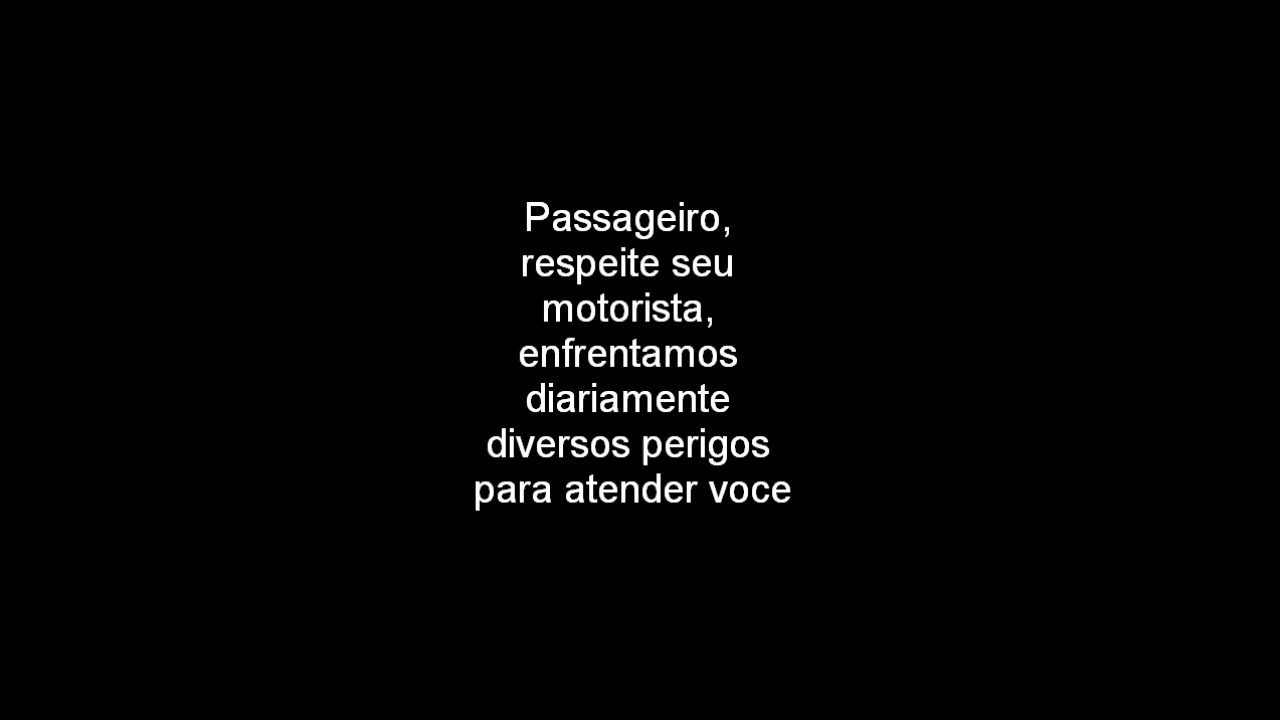 Passageiro,
respeite seu
motorista,
enfrentamos
diariamente
diversos perigos
para atender voce